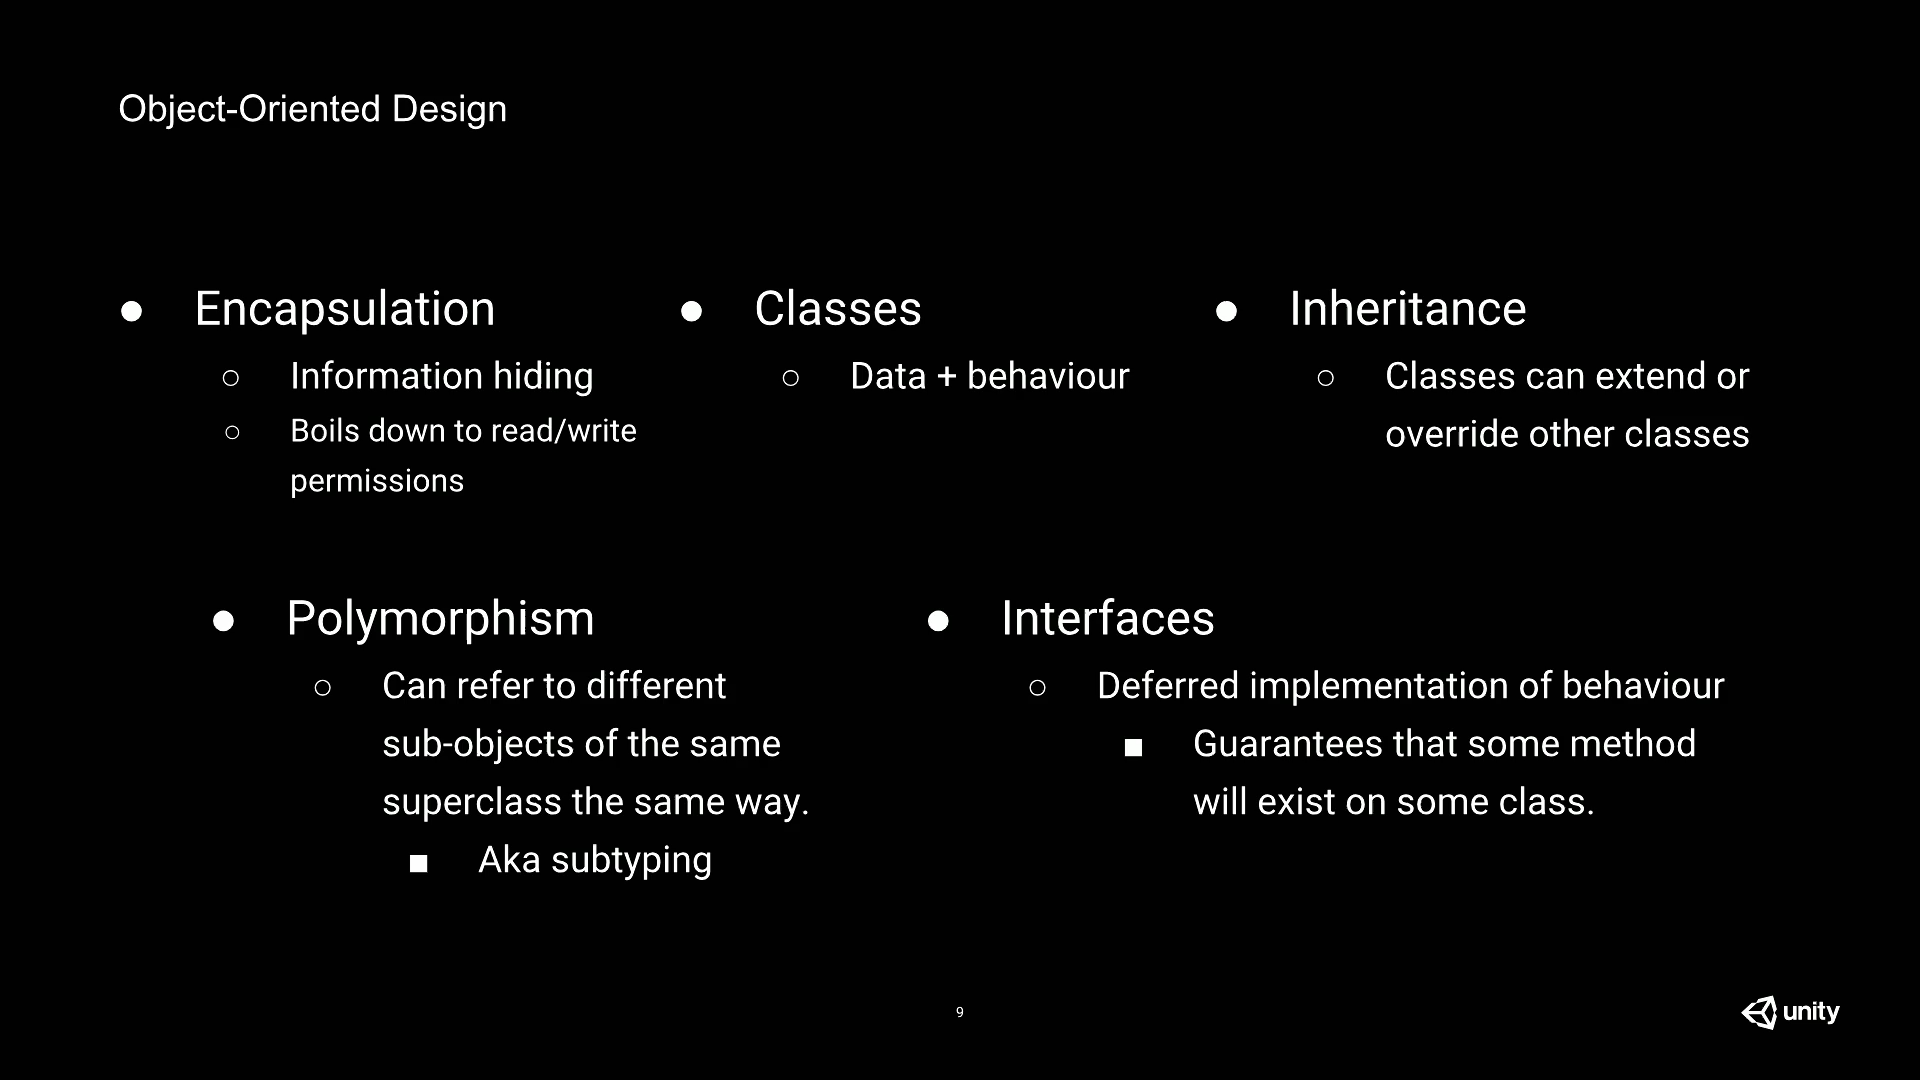 Object-Oriented Design
● Encapsulation
○ Information hiding
○ Boils down to read/write
permissions
● Classes
○ Data + behaviour
● Inheritance
○ Classes can extend or
override other classes
● Polymorphism
○ Can refer to different
sub-objects of the same
superclass the same way.
■ Aka subtyping
● Interfaces
○ Deferred implementation of behaviour
■ Guarantees that some method
will exist on some class.
9
unity